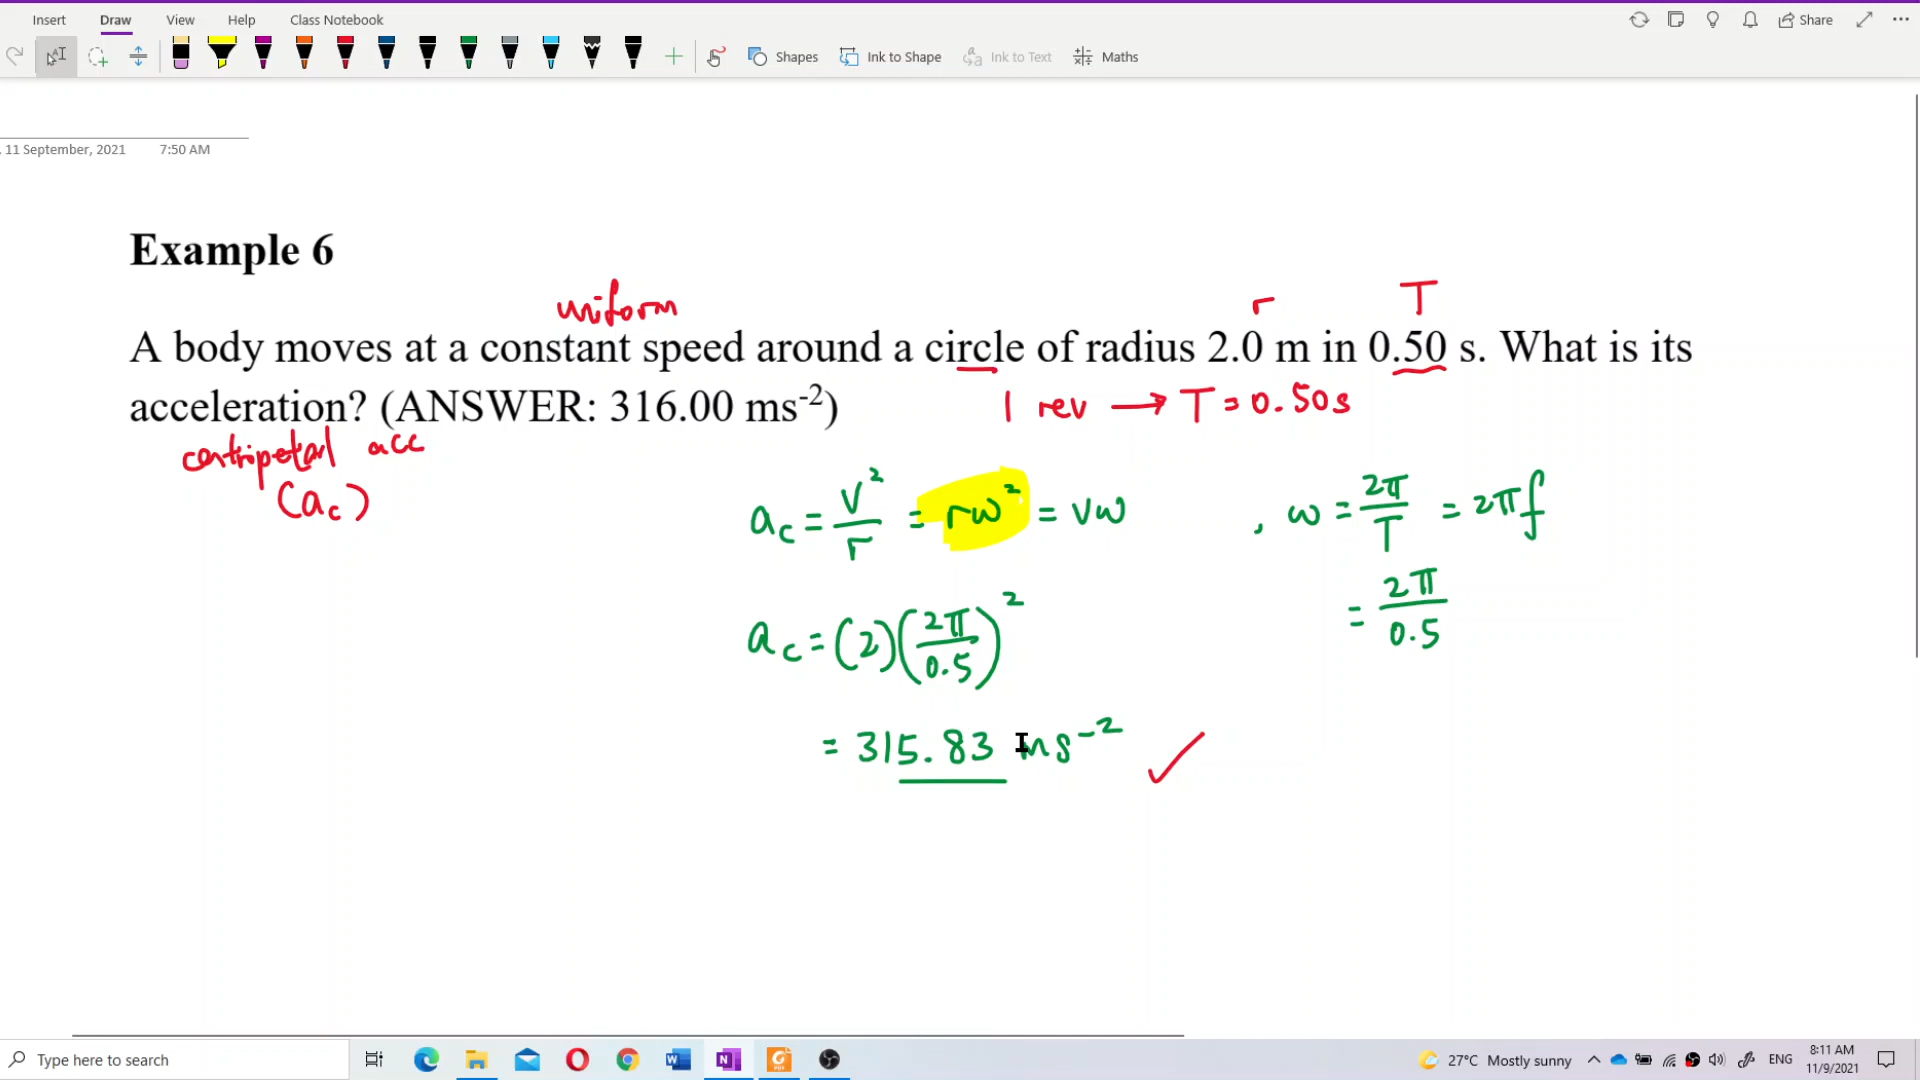 Insert Draw View Help Class Notebook Share
Shapes Ink to Shape Ink to Text Maths
11 September, 2021 7:50 AM
Example 6
uniform r T
A body moves at a constant speed around a circle of radius 2.0 m in 0.50 s. What is its
acceleration? (ANSWER: 316.00 ms⁻²)
1 rev → T = 0.50s
centripetal acc
(ac)
ac = v²/r = rω² = vω , ω = 2π/T = 2πf
= 2π/0.5
ac = (2)(2π/0.5)²
= 315.83 ms⁻²
Type here to search
27°C Mostly sunny ENG 8:11 AM
11/9/2021